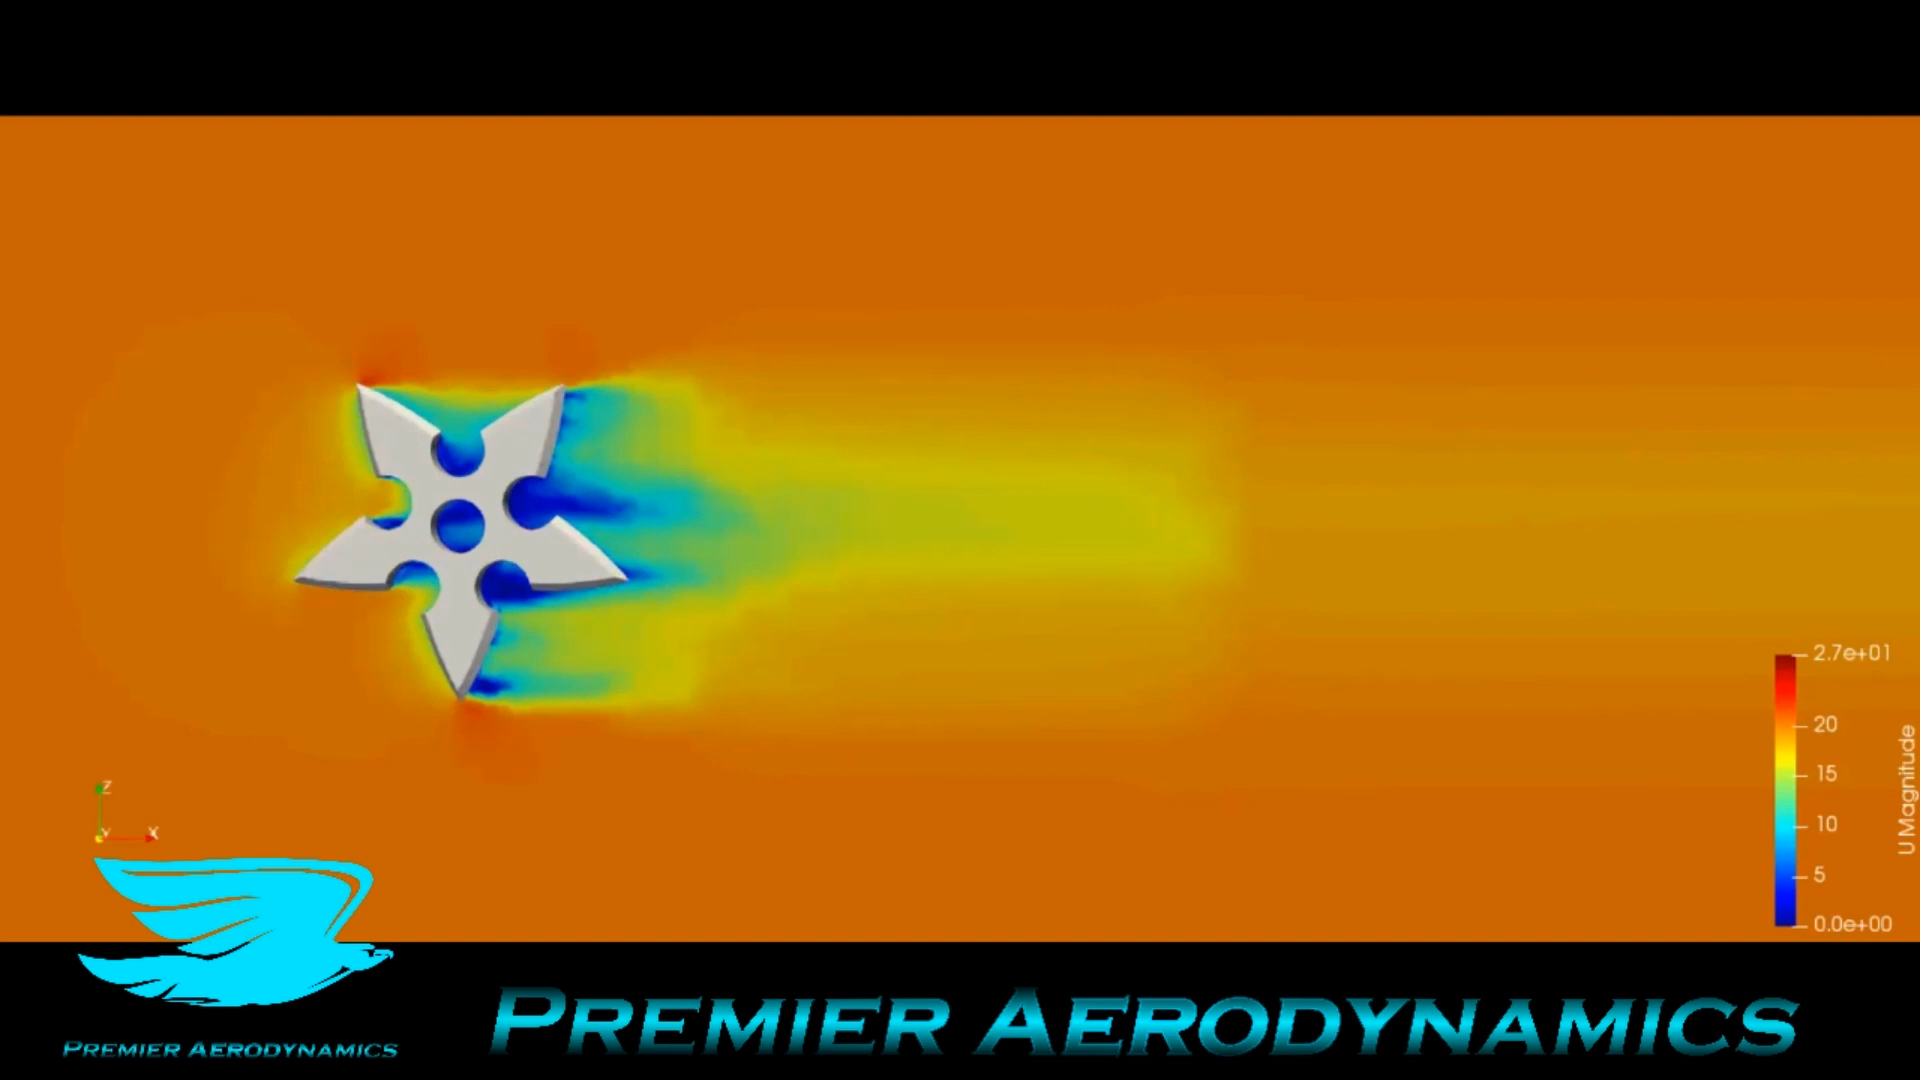 2.7e+01
20
15
10
5
0.0e+00
U Magnitude
Z
Y
X
PREMIER AERODYNAMICS
PREMIER AERODYNAMICS